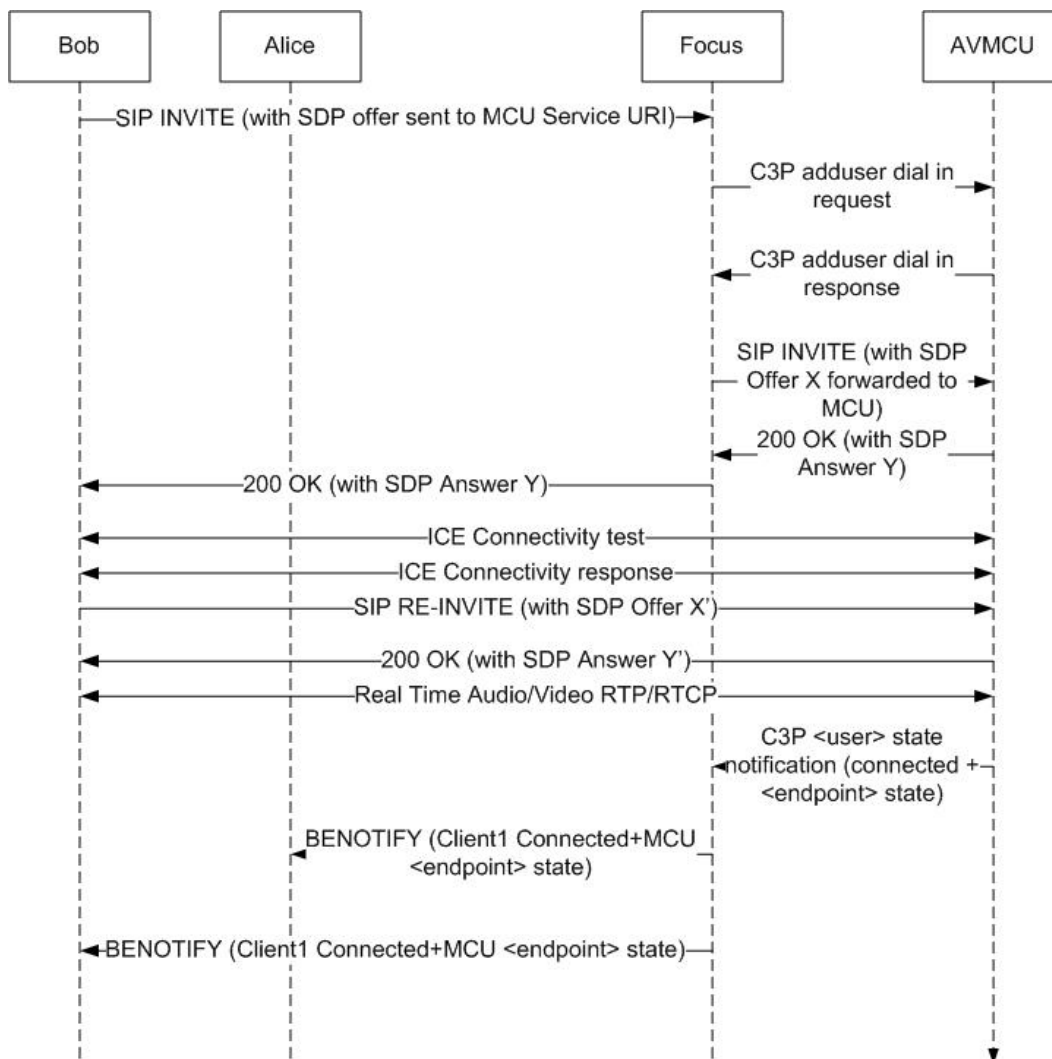 Bob
Alice
Focus
AVMCU
SIP INVITE (with SDP offer sent to MCU Service URI)
C3P adduser dial in
request
C3P adduser dial in
response
SIP INVITE (with SDP
Offer X forwarded to
MCU)
200 OK (with SDP
Answer Y)
200 OK (with SDP Answer Y)
ICE Connectivity test
ICE Connectivity response
SIP RE-INVITE (with SDP Offer X’)
200 OK (with SDP Answer Y’)
Real Time Audio/Video RTP/RTCP
C3P <user> state
notification (connected +
<endpoint> state)
BENOTIFY (Client1 Connected+MCU
<endpoint> state)
BENOTIFY (Client1 Connected+MCU <endpoint> state)